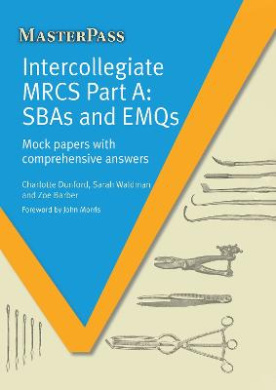 MASTERPASS
Intercollegiate
MRCS Part A:
SBAs and EMQs
Mock papers with
comprehensive answers
Charlotte Dunford, Sarah Waldman
and Zoe Barber
Foreword by John Morris